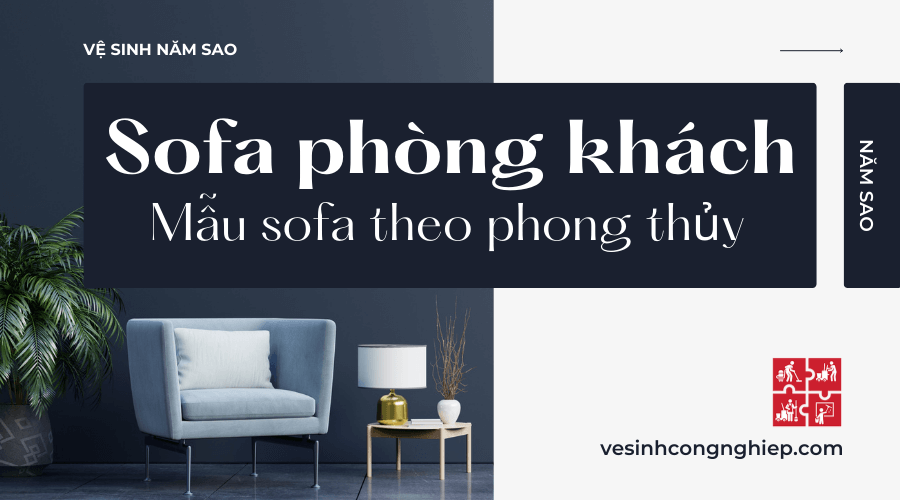 VỆ SINH NĂM SAO
Sofa phòng khách
Mẫu sofa theo phong thủy
NĂM SAO
vesinhcongnghiep.com